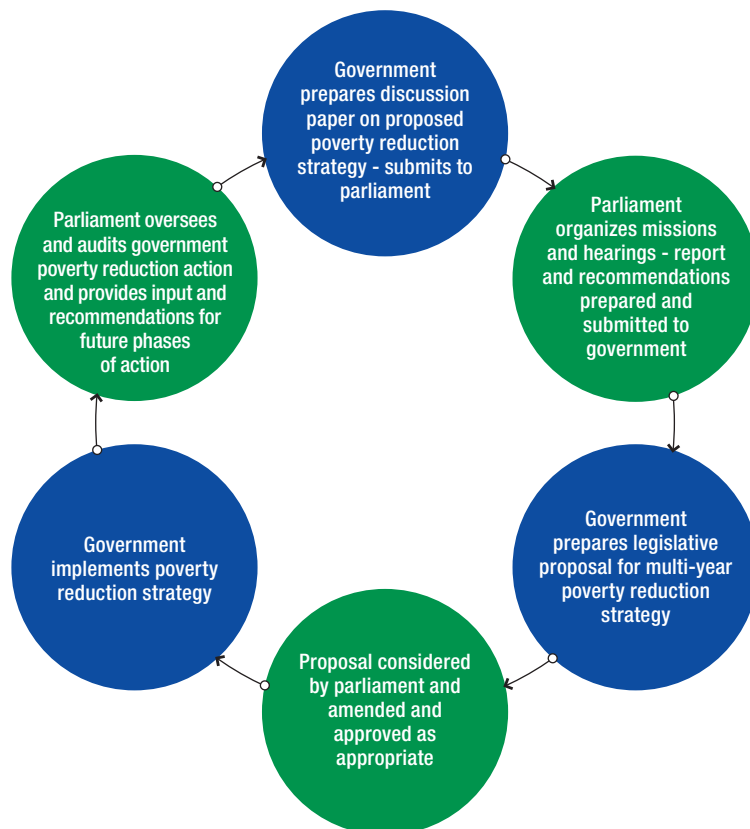 Government
prepares discussion
paper on proposed
poverty reduction
strategy - submits to
parliament
Parliament
organizes missions
and hearings - report
and recommendations
prepared and
submitted to
government
Government
prepares legislative
proposal for multi-year
poverty reduction
strategy
Proposal considered
by parliament and
amended and
approved as
appropriate
Government
implements poverty
reduction strategy
Parliament oversees
and audits government
poverty reduction action
and provides input and
recommendations for
future phases
of action